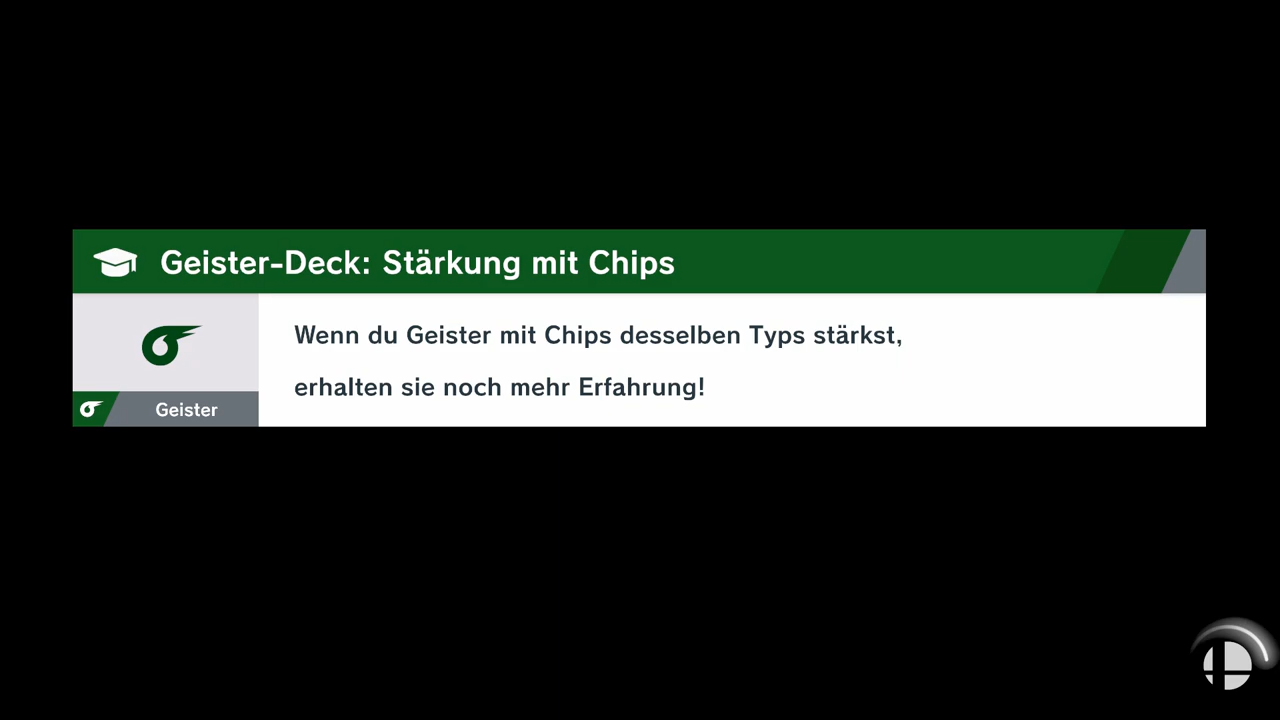 Geister-Deck: Stärkung mit Chips
Wenn du Geister mit Chips desselben Typs stärkst,
erhalten sie noch mehr Erfahrung!
Geister